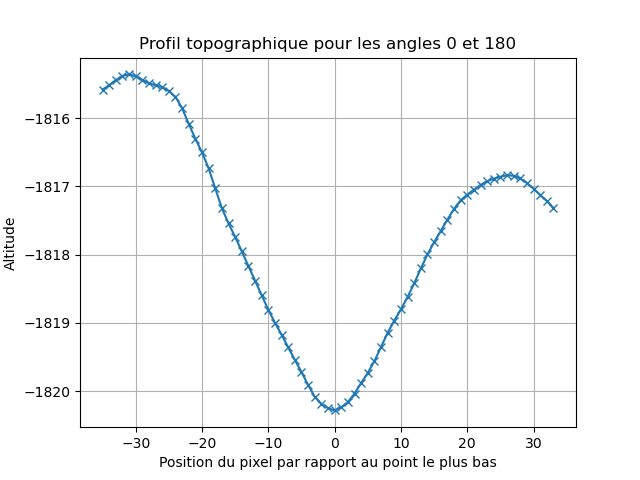 Profil topographique pour les angles 0 et 180
−1816
−1817
−1818
−1819
−1820
Altitude
−30 −20 −10 0 10 20 30
Position du pixel par rapport au point le plus bas